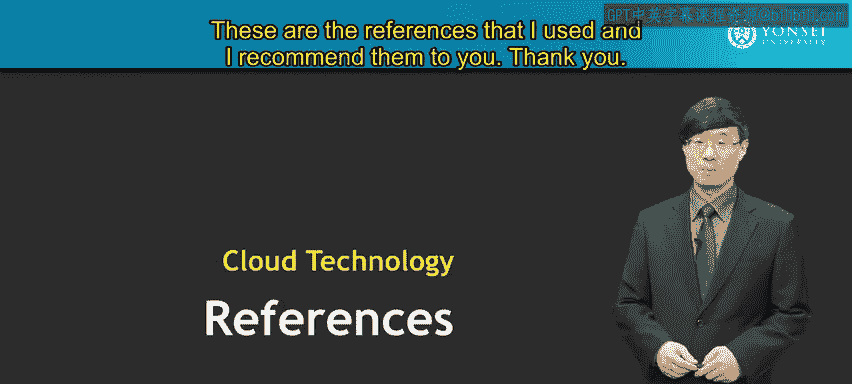 These are the references that I used and
I recommend them to you. Thank you.
YONSEI
UNIVERSITY
Cloud Technology
References